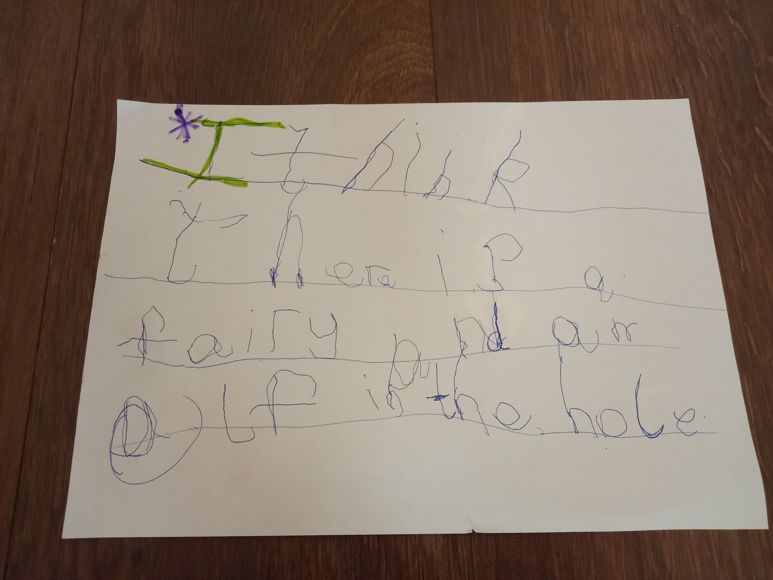 I think
there is a
fairy and an
elf in the hole.